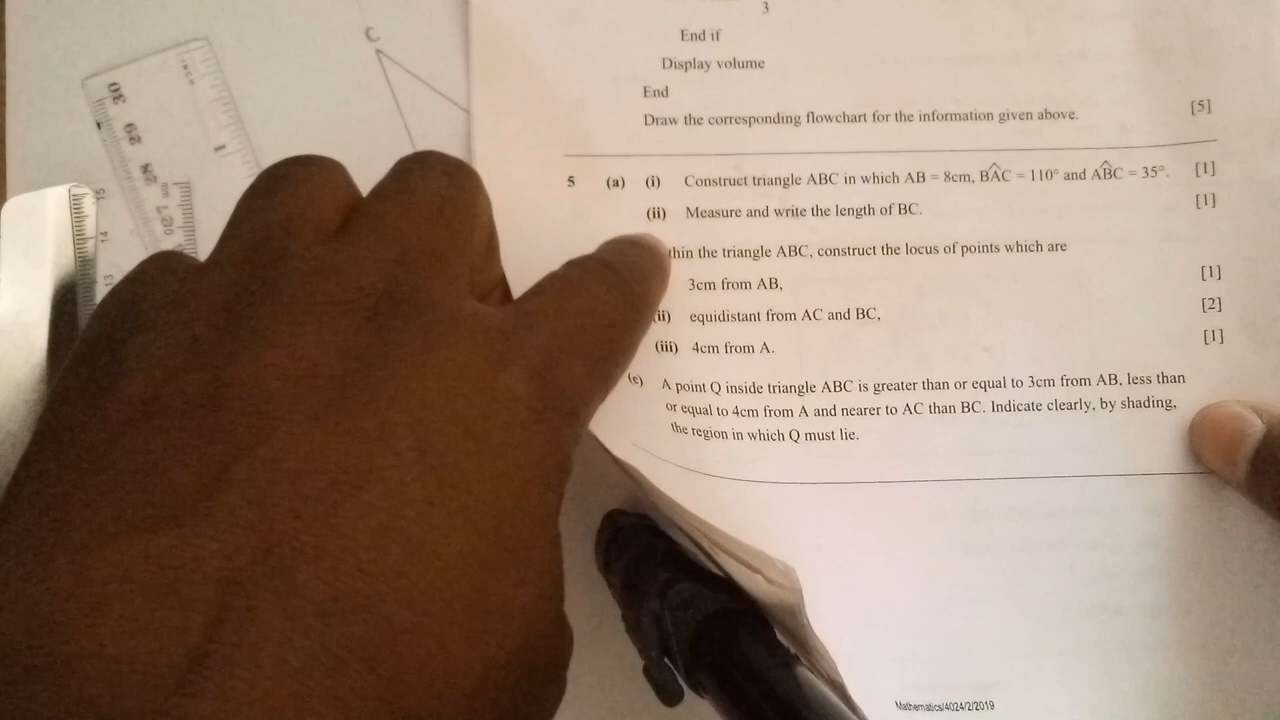 3
End if
Display volume
End
Draw the corresponding flowchart for the information given above. [5]
5 (a) (i) Construct triangle ABC in which AB = 8cm, BÂC = 110° and AB̂C = 35°. [1]
(ii) Measure and write the length of BC. [1]
thin the triangle ABC, construct the locus of points which are
3cm from AB, [1]
ii) equidistant from AC and BC, [2]
(iii) 4cm from A. [1]
(c) A point Q inside triangle ABC is greater than or equal to 3cm from AB, less than
or equal to 4cm from A and nearer to AC than BC. Indicate clearly, by shading,
the region in which Q must lie.
Mathematics/4024/2/2019
C
30 29 28
1
mm
15
14
13